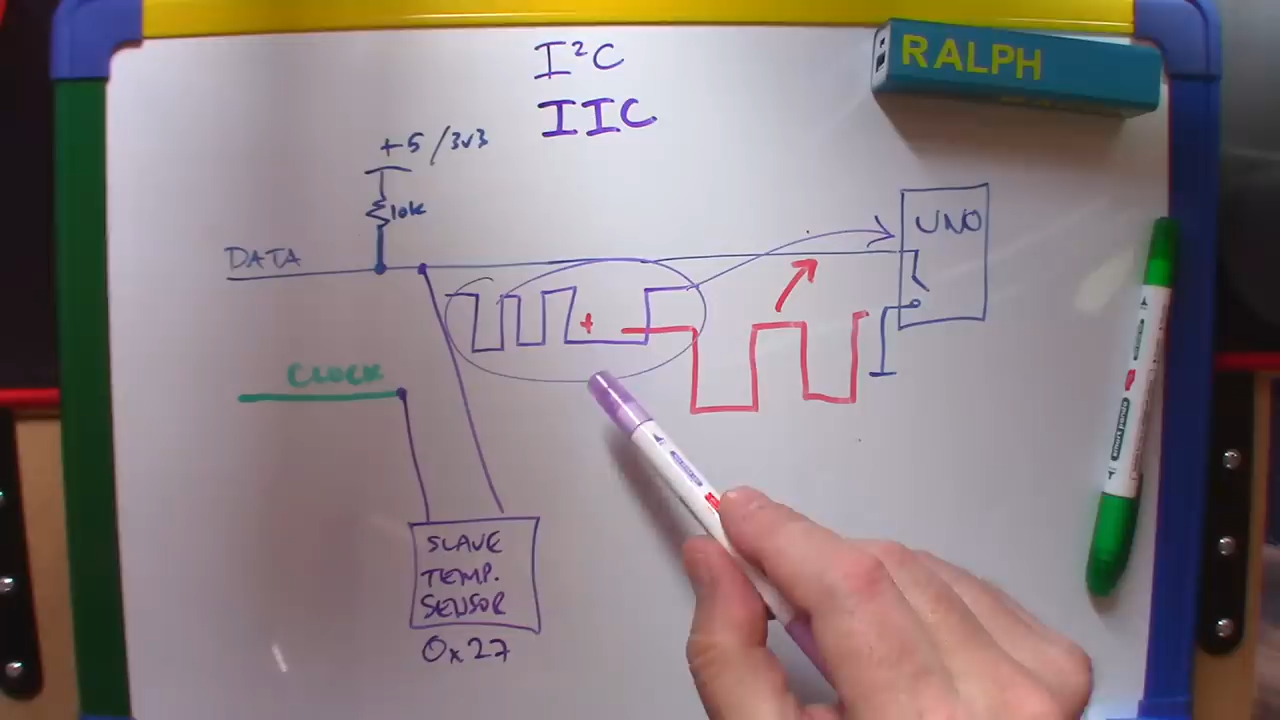 I²C
IIC
RALPH
+5 /3v3
10k
DATA
UNO
+
CLOCK
SLAVE
TEMP.
SENSOR
0x27